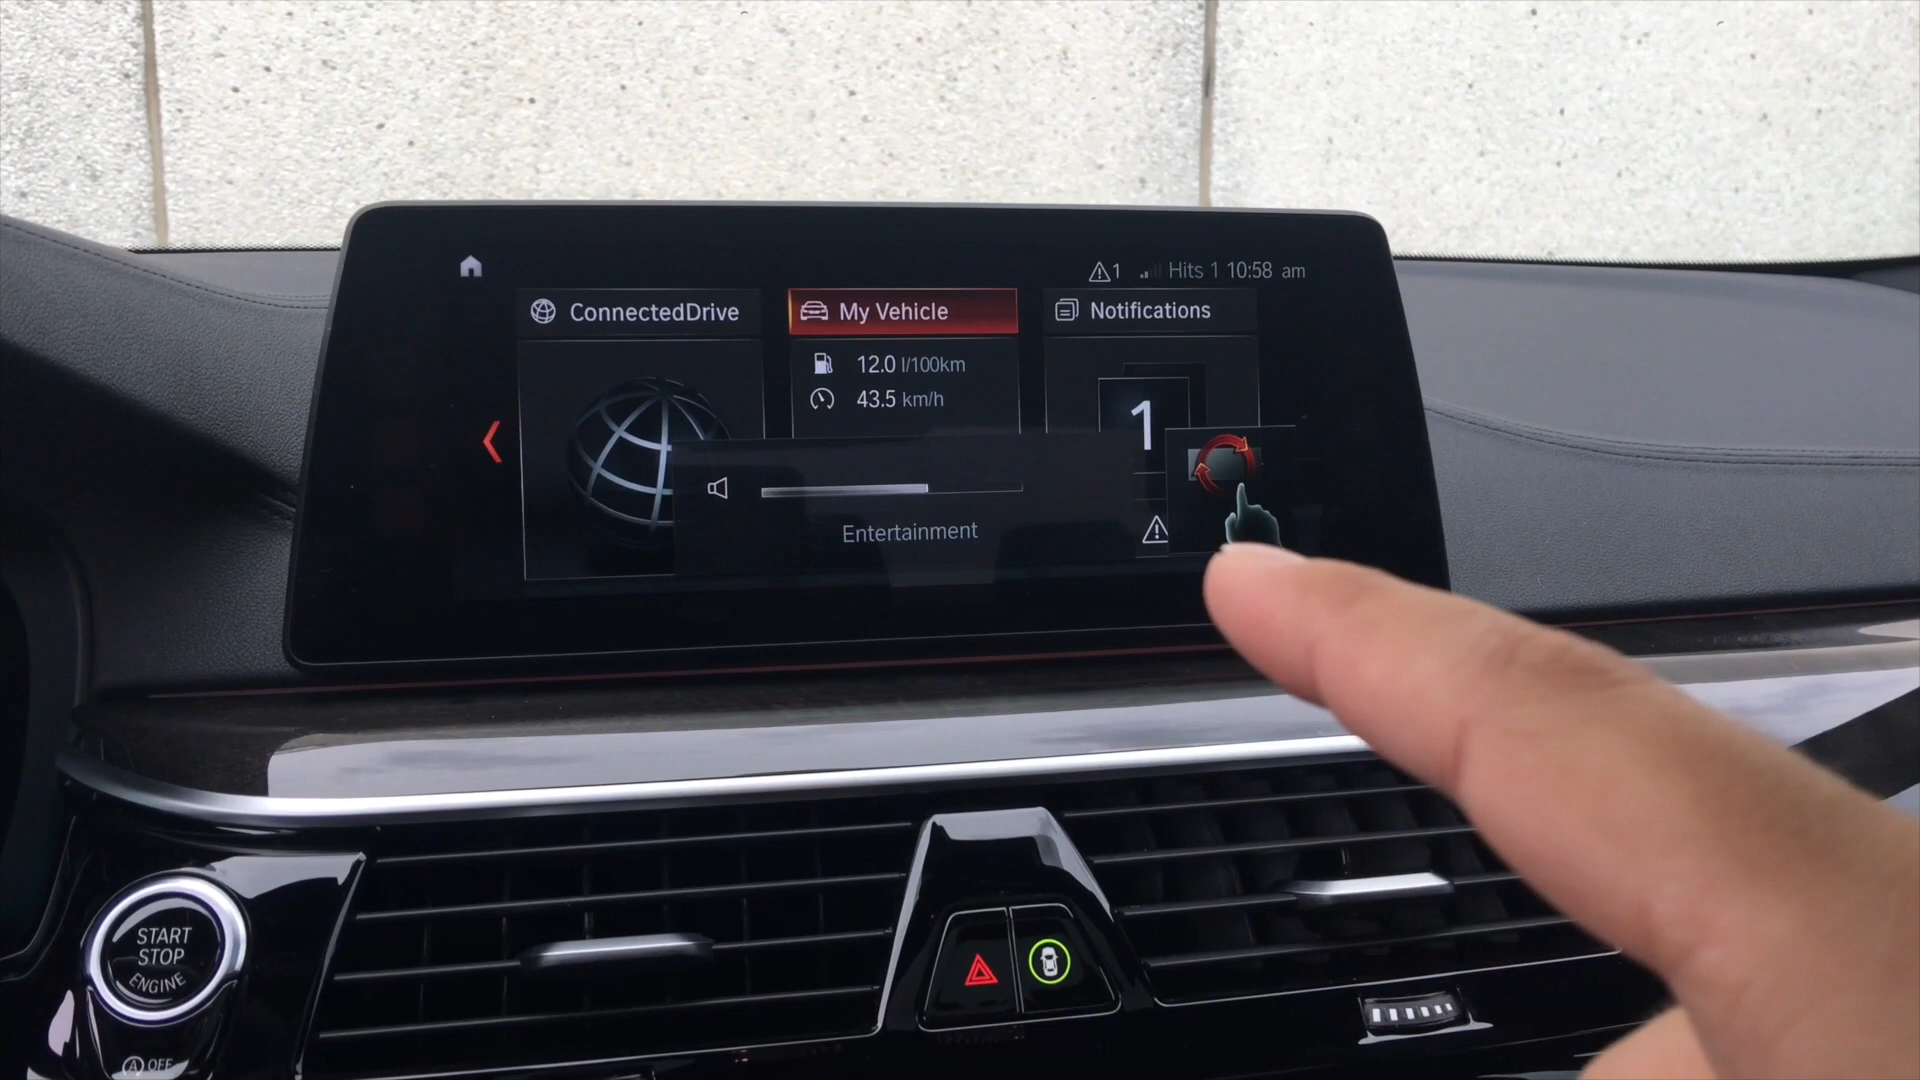 1 Hits 1 10:58 am
ConnectedDrive
My Vehicle
Notifications
12.0 l/100km
43.5 km/h
1
Entertainment
START
STOP
ENGINE
A OFF